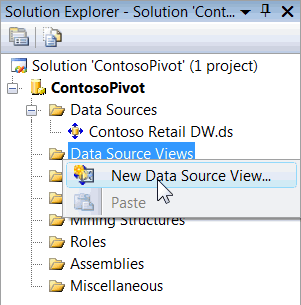 Solution Explorer - Solution 'Cont...
Solution 'ContosoPivot' (1 project)
ContosoPivot
Data Sources
Contoso Retail DW.ds
Data Source Views
New Data Source View...
Paste
Mining Structures
Roles
Assemblies
Miscellaneous